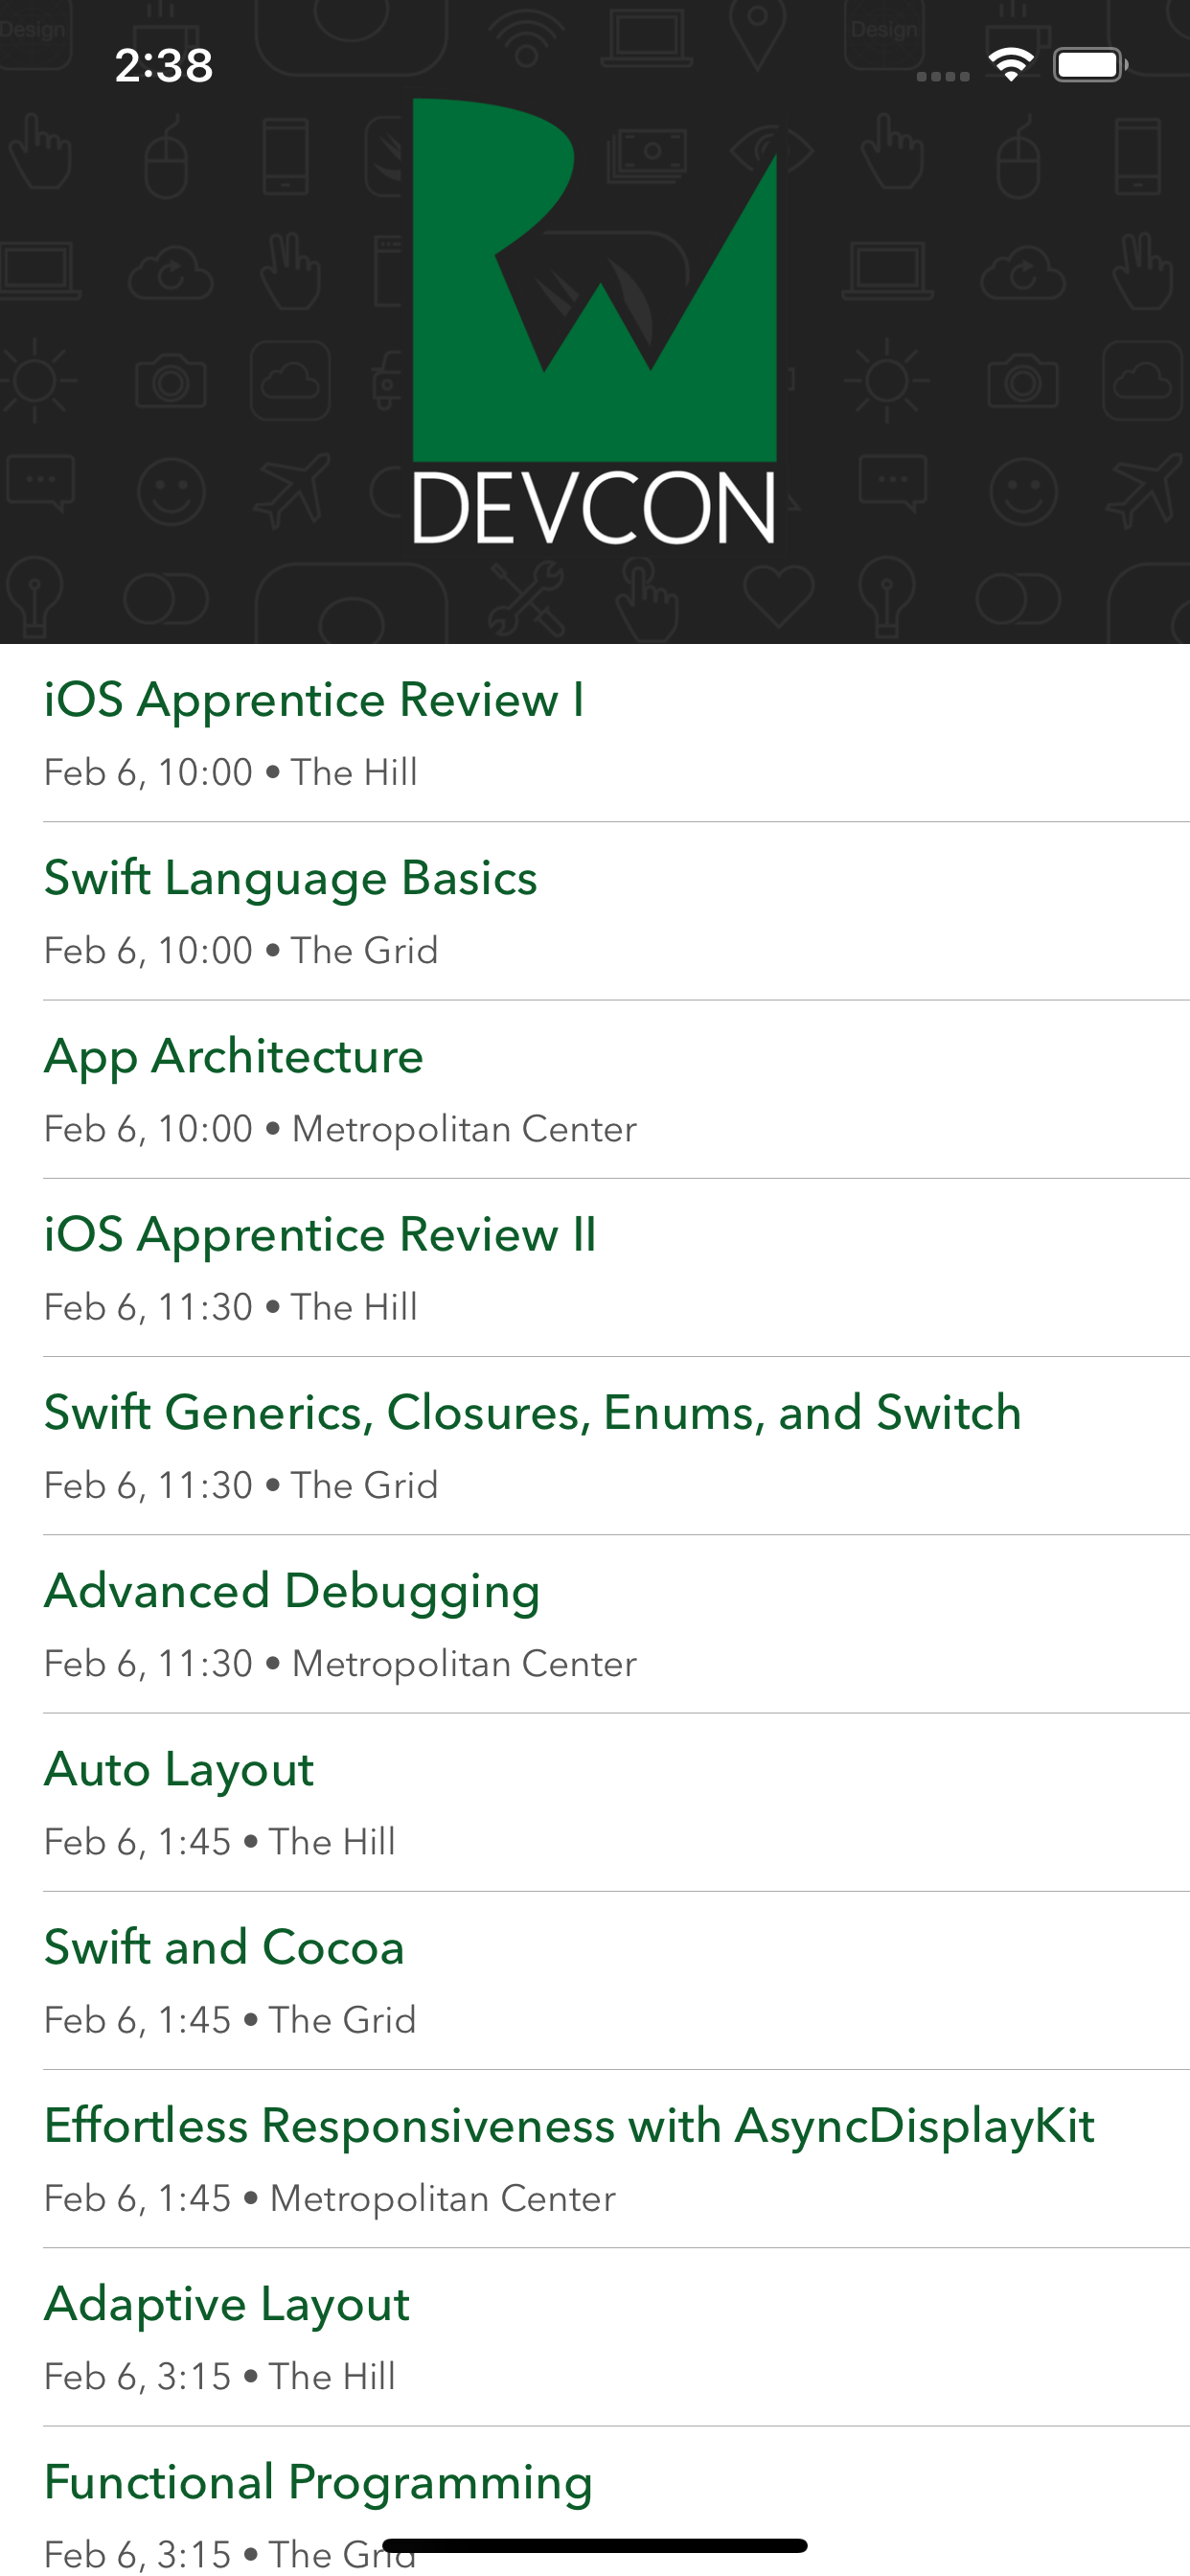 Design
Design
2:38
DEVCON
iOS Apprentice Review I
Feb 6, 10:00 • The Hill
Swift Language Basics
Feb 6, 10:00 • The Grid
App Architecture
Feb 6, 10:00 • Metropolitan Center
iOS Apprentice Review II
Feb 6, 11:30 • The Hill
Swift Generics, Closures, Enums, and Switch
Feb 6, 11:30 • The Grid
Advanced Debugging
Feb 6, 11:30 • Metropolitan Center
Auto Layout
Feb 6, 1:45 • The Hill
Swift and Cocoa
Feb 6, 1:45 • The Grid
Effortless Responsiveness with AsyncDisplayKit
Feb 6, 1:45 • Metropolitan Center
Adaptive Layout
Feb 6, 3:15 • The Hill
Functional Programming
Feb 6, 3:15 • The Grid